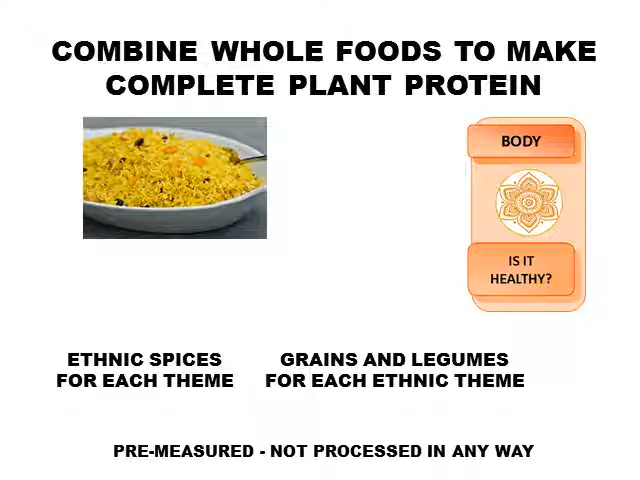 COMBINE WHOLE FOODS TO MAKE
COMPLETE PLANT PROTEIN
BODY
IS IT
HEALTHY?
ETHNIC SPICES
FOR EACH THEME
GRAINS AND LEGUMES
FOR EACH ETHNIC THEME
PRE-MEASURED - NOT PROCESSED IN ANY WAY